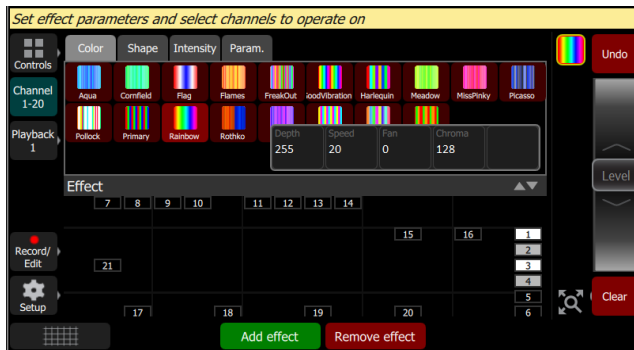 Set effect parameters and select channels to operate on
Controls
Color Shape Intensity Param.
Undo
Channel
1-20
Aqua Cornfield Flag Flames FreakOut ioodVibration Harlequin Meadow MissPinky Picasso
Playback
1
Pollock Primary Rainbow Rothko
Depth Speed Fan Chroma
255 20 0 128
Level
Effect
7 8 9 10 11 12 13 14
15 16 1
2
Record/
Edit
21 3
4
Setup
5
Clear
17 18 19 20 6
Add effect Remove effect